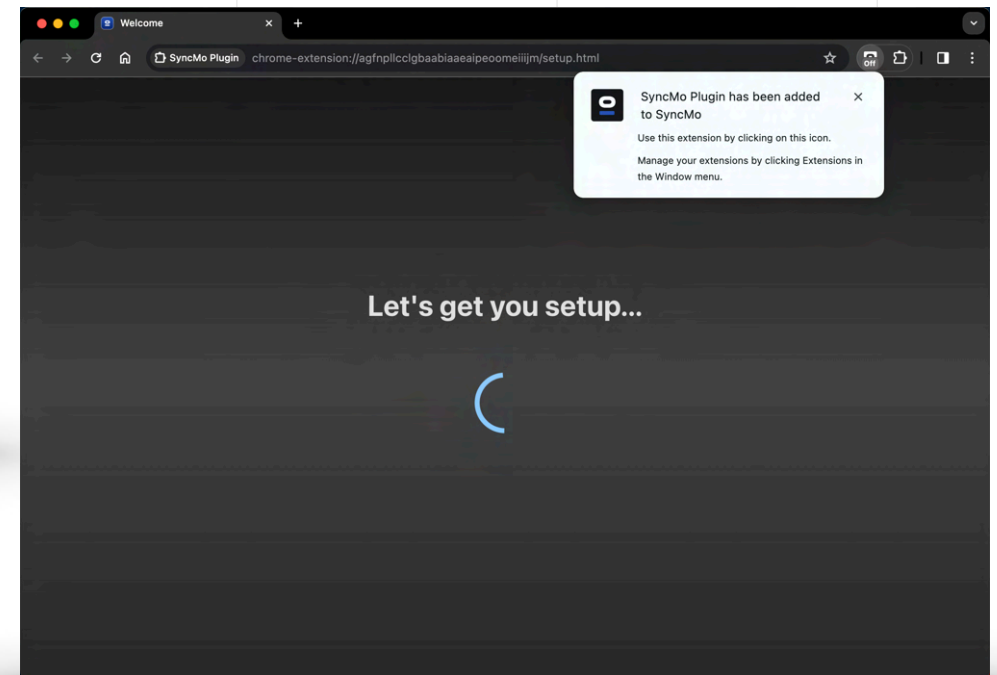 Welcome
SyncMo Plugin chrome-extension://agfnpllcclgbaabiaaeaipeoomeiiijm/setup.html
Off
SyncMo Plugin has been added
to SyncMo
Use this extension by clicking on this icon.
Manage your extensions by clicking Extensions in
the Window menu.
Let's get you setup...